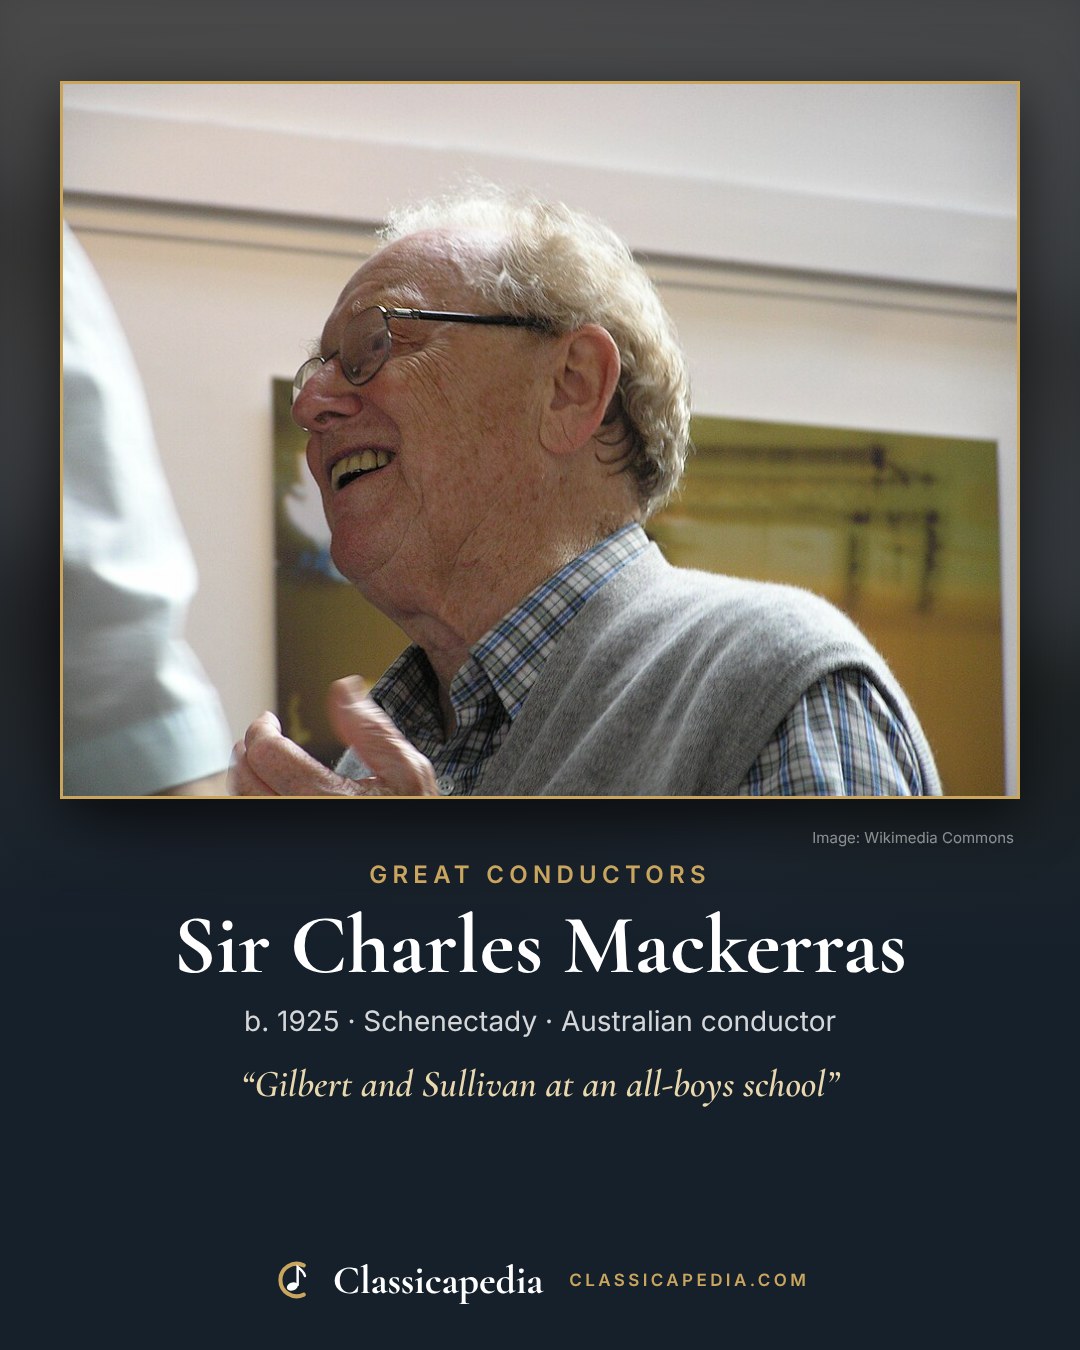 Image: Wikimedia Commons
GREAT CONDUCTORS
Sir Charles Mackerras
b. 1925 · Schenectady · Australian conductor
“Gilbert and Sullivan at an all-boys school”
Classicapedia CLASSICAPEDIA.COM